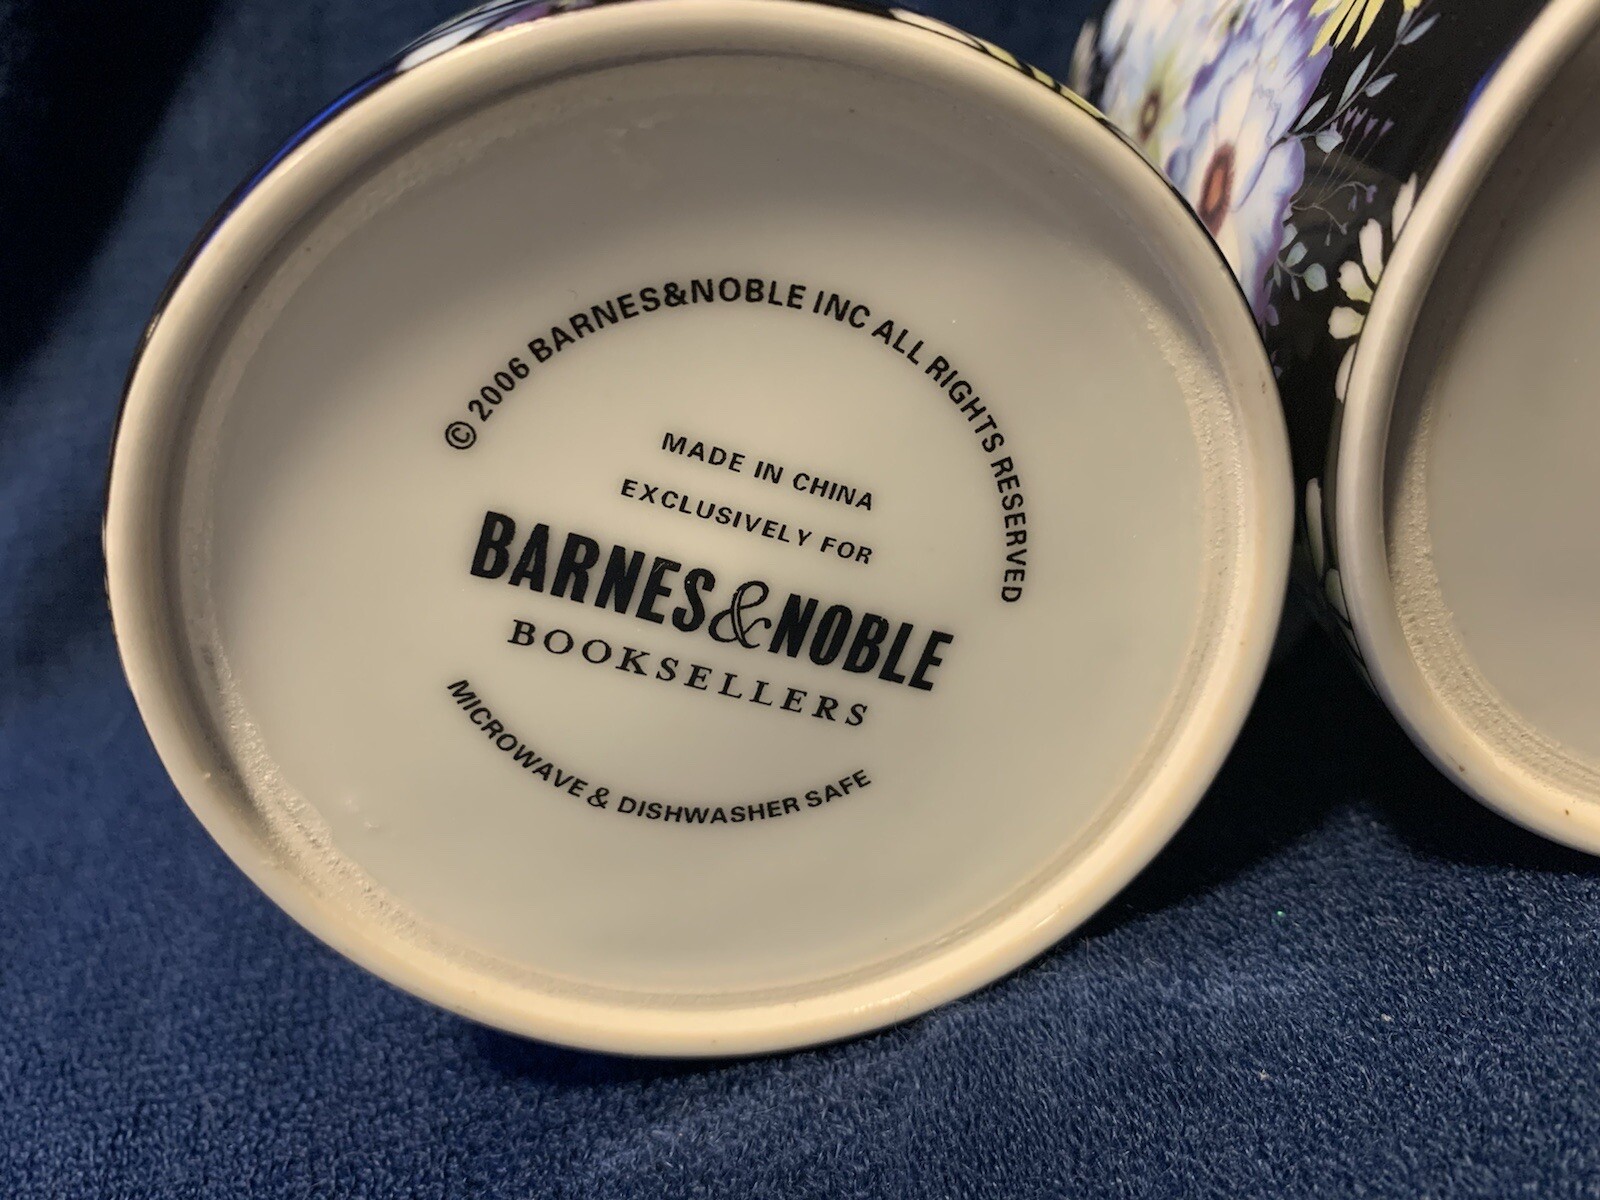 © 2006 BARNES&NOBLE INC ALL RIGHTS RESERVED
MADE IN CHINA
EXCLUSIVELY FOR
BARNES&NOBLE
BOOKSELLERS
MICROWAVE & DISHWASHER SAFE